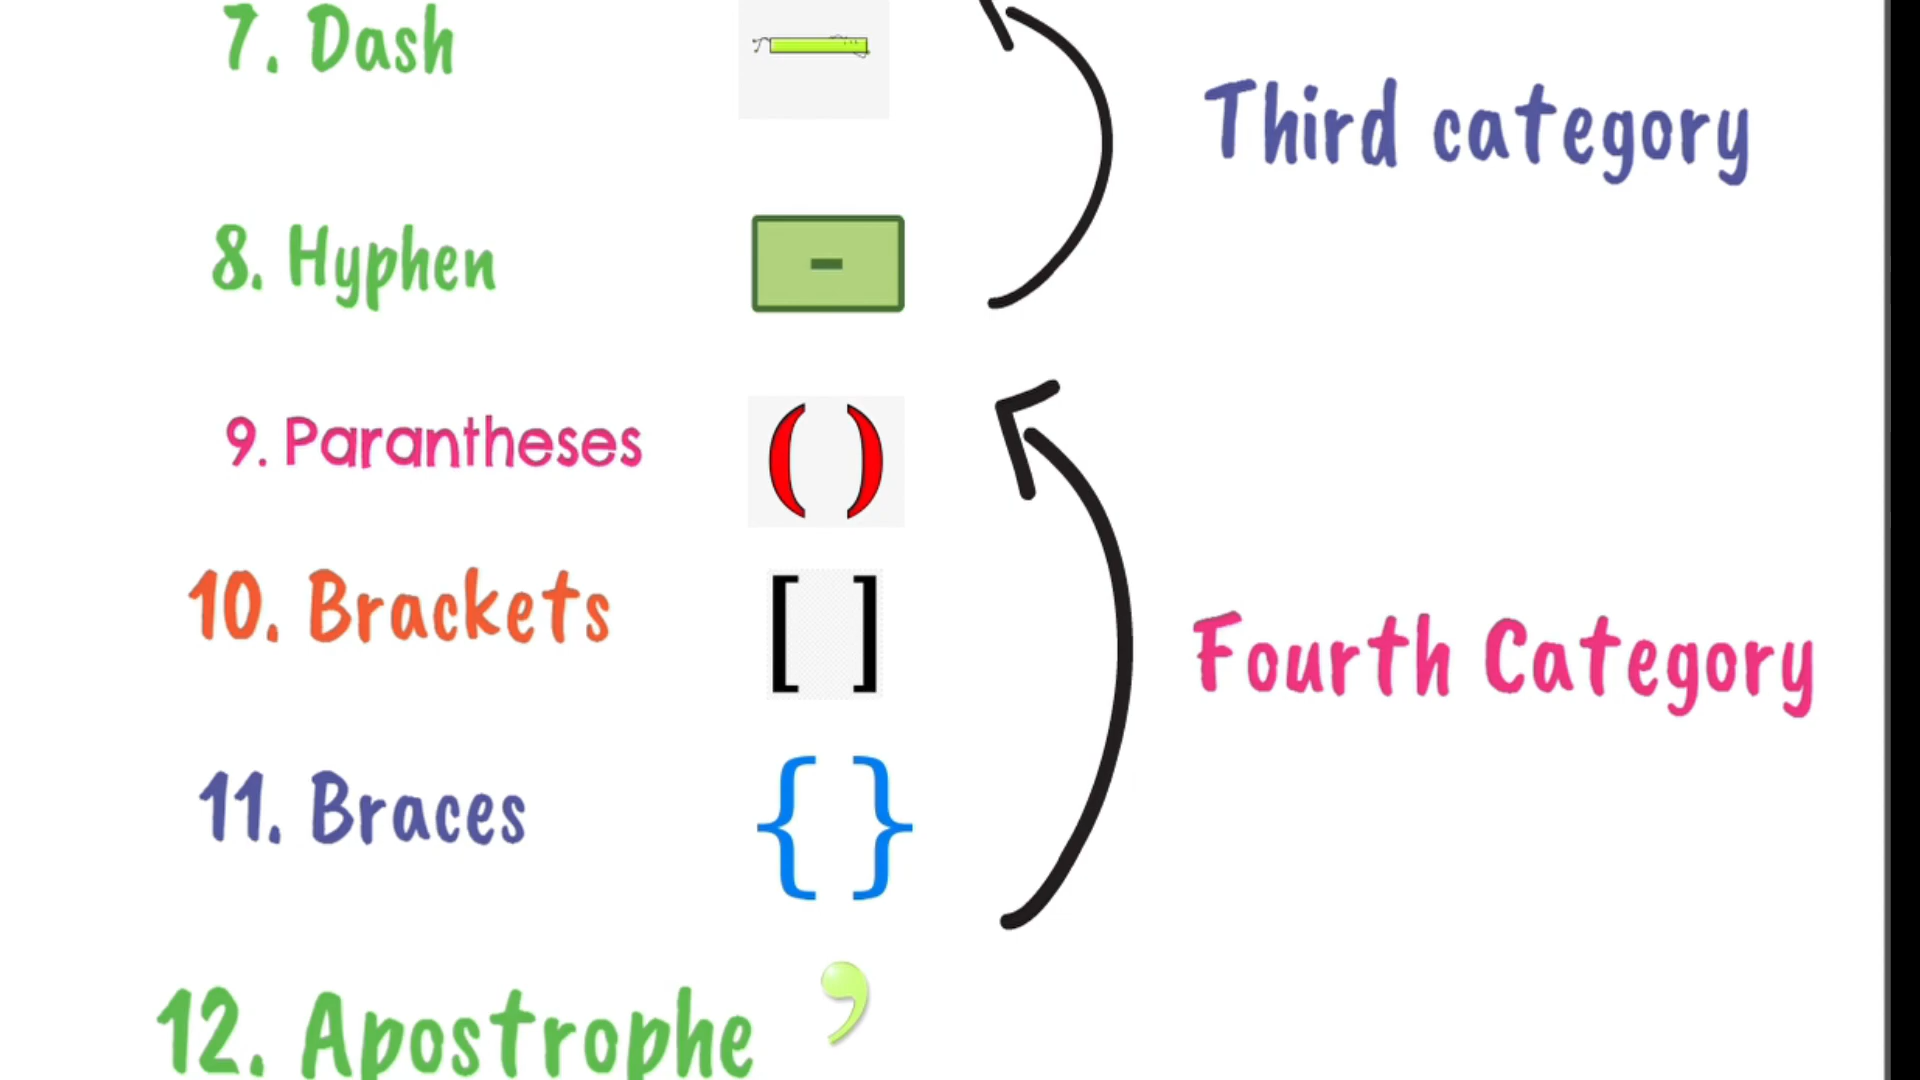 7. Dash
Third category
8. Hyphen -
9. Parantheses ( )
10. Brackets [ ]
Fourth Category
11. Braces { }
12. Apostrophe ’